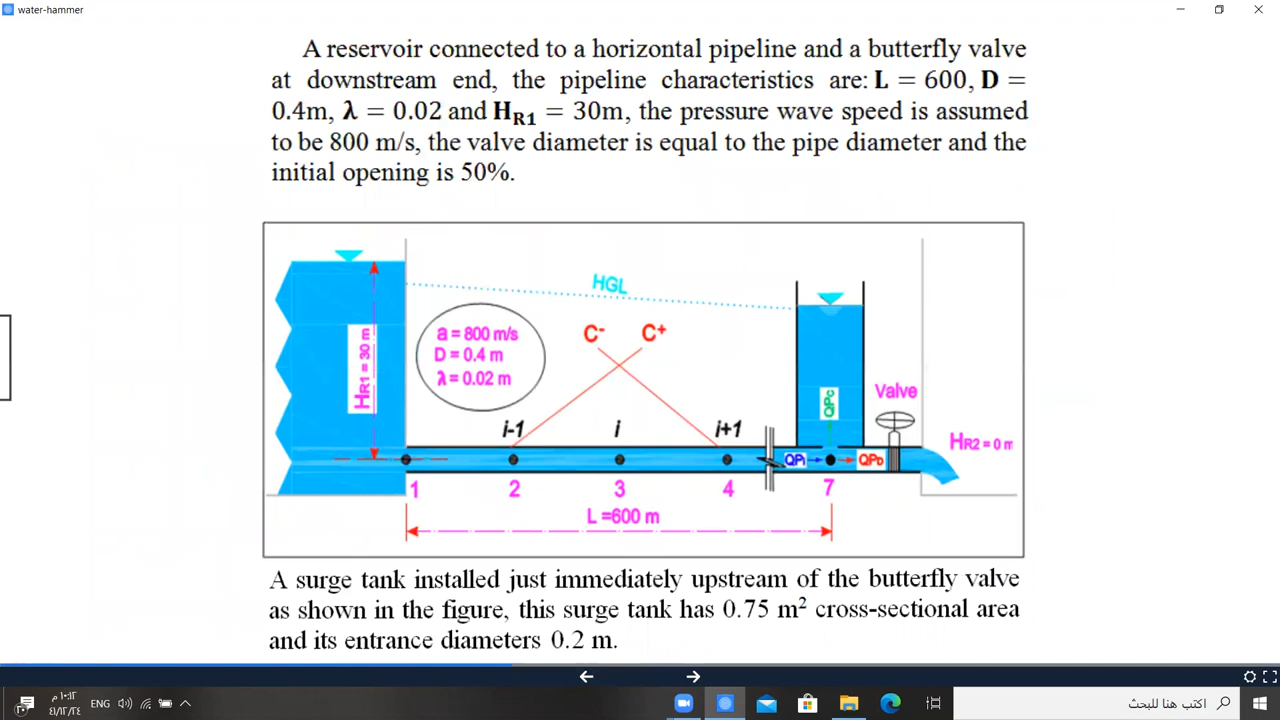 water-hammer
A reservoir connected to a horizontal pipeline and a butterfly valve
at downstream end, the pipeline characteristics are: L = 600, D =
0.4m, λ = 0.02 and HR1 = 30m, the pressure wave speed is assumed
to be 800 m/s, the valve diameter is equal to the pipe diameter and the
initial opening is 50%.
HGL
a = 800 m/s
D = 0.4 m
λ = 0.02 m
C- C+
HR1 = 30 m
QPc
Valve
i-1 i i+1
HR2 = 0 m
QPi
QPD
1 2 3 4 7
L =600 m
A surge tank installed just immediately upstream of the butterfly valve
as shown in the figure, this surge tank has 0.75 m² cross-sectional area
and its entrance diameters 0.2 m.
ENG
١٠:١٢ م
اكتب هنا للبحث